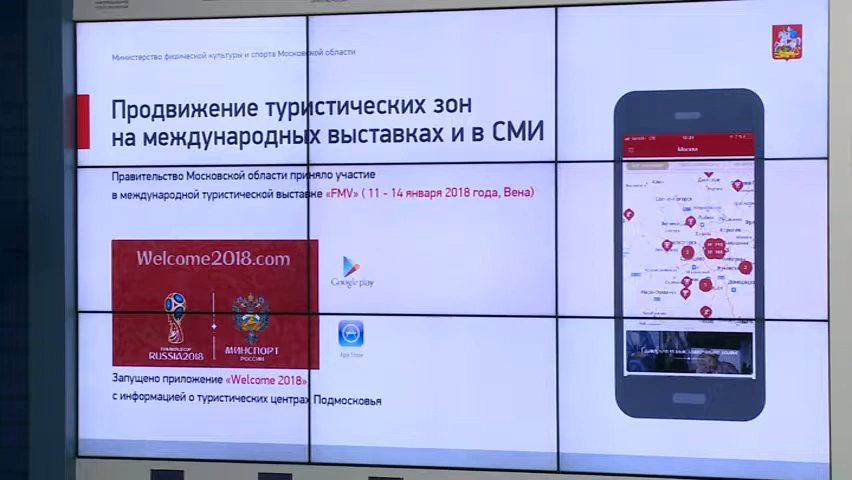 Министерство физической культуры и спорта Московской области
Продвижение туристических зон
на международных выставках и в СМИ
Правительство Московской области приняло участие
в международной туристической выставке «FMV» ( 11 - 14 января 2018 года, Вена)
Welcome2018.com
RUSSIA2018
МИНСПОРТ
РОССИИ
Google play
App Store
Запущено приложение «Welcome 2018»
с информацией о туристических центрах Подмосковья
Москва